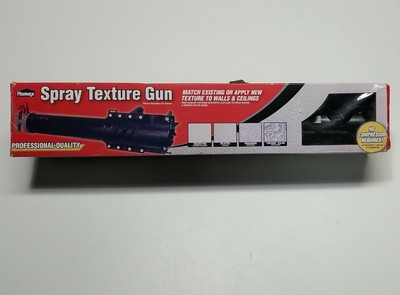 Homax
Spray Texture Gun
MATCH EXISTING OR APPLY NEW
TEXTURE TO WALLS & CEILINGS
PROFESSIONAL QUALITY
NO
COMPRESSOR
REQUIRED!